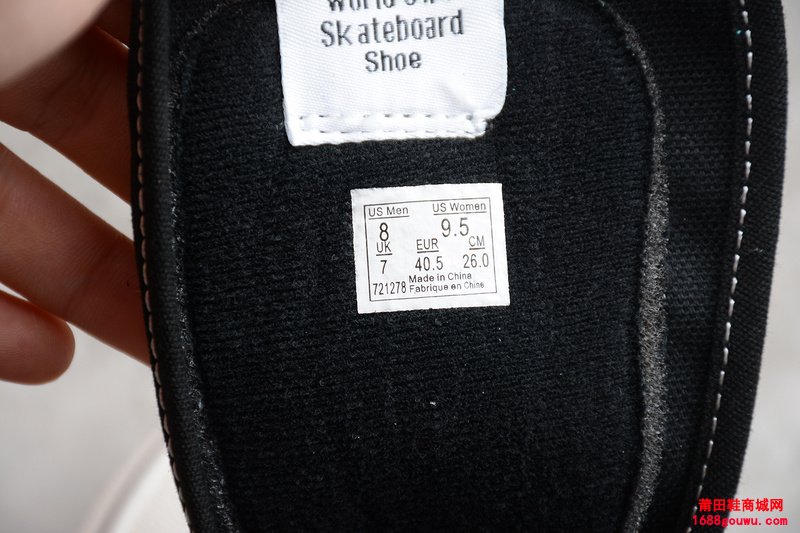 Skateboard
Shoe
US Men US Women
8 9.5
UK EUR CM
7 40.5 26.0
Made in China
721278 Fabrique en Chine
莆田鞋商城网
1688gouwu.com